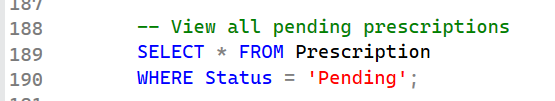 187
188 -- View all pending prescriptions
189 SELECT * FROM Prescription
190 WHERE Status = 'Pending';